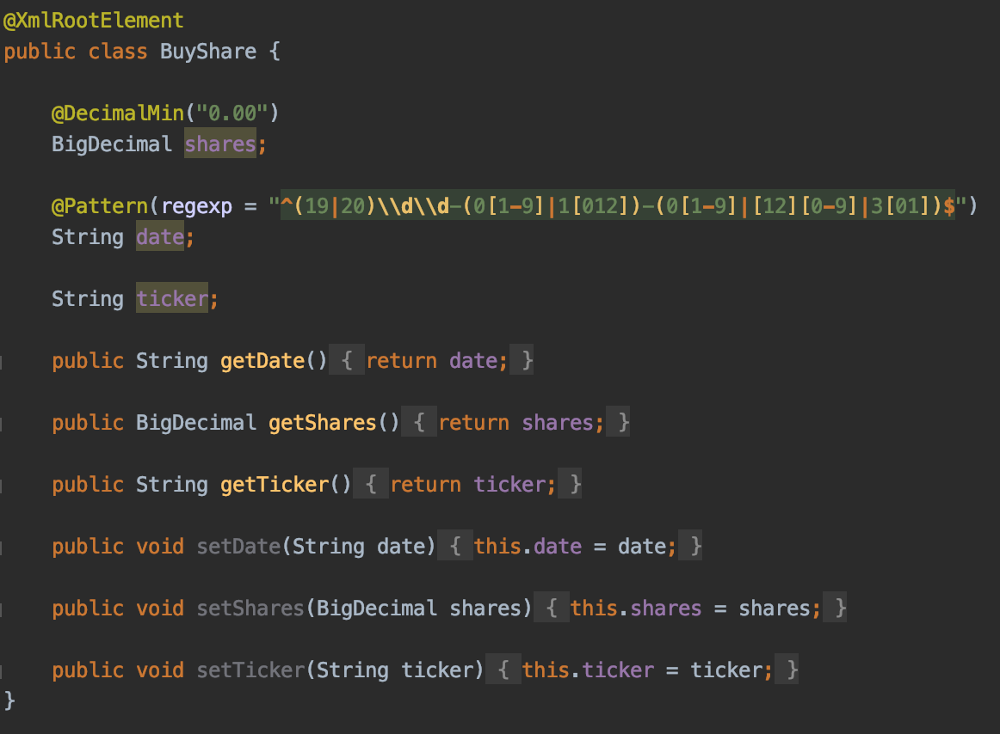 @XmlRootElement
public class BuyShare {
@DecimalMin("0.00")
BigDecimal shares;
@Pattern(regexp = "^(19|20)\\d\\d-(0[1-9]|1[012])-(0[1-9]|[12][0-9]|3[01])$")
String date;
String ticker;
public String getDate() { return date; }
public BigDecimal getShares() { return shares; }
public String getTicker() { return ticker; }
public void setDate(String date) { this.date = date; }
public void setShares(BigDecimal shares) { this.shares = shares; }
public void setTicker(String ticker) { this.ticker = ticker; }
}